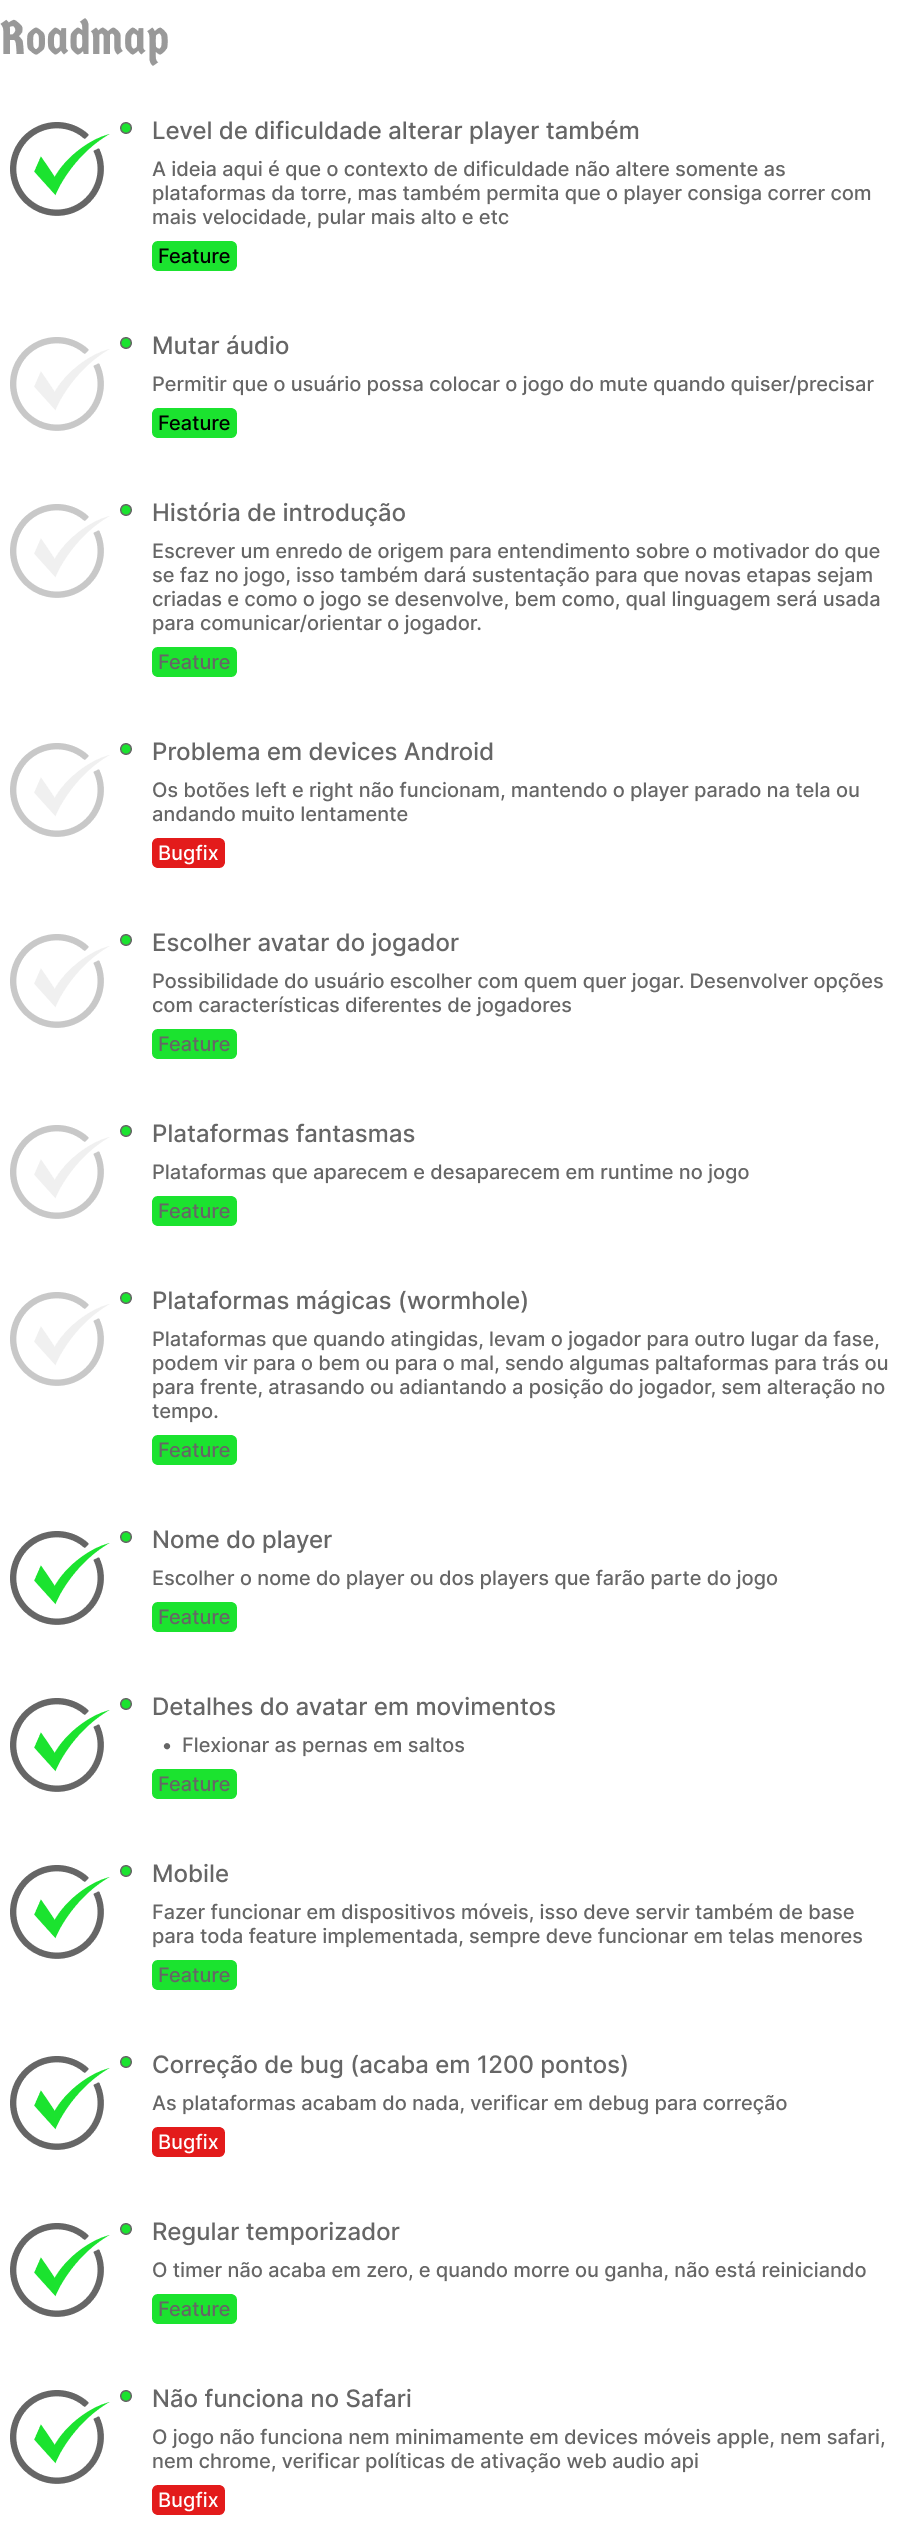 Roadmap
Level de dificuldade alterar player também
A ideia aqui é que o contexto de dificuldade não altere somente as
plataformas da torre, mas também permita que o player consiga correr com
mais velocidade, pular mais alto e etc
Feature
Mutar áudio
Permitir que o usuário possa colocar o jogo do mute quando quiser/precisar
Feature
História de introdução
Escrever um enredo de origem para entendimento sobre o motivador do que
se faz no jogo, isso também dará sustentação para que novas etapas sejam
criadas e como o jogo se desenvolve, bem como, qual linguagem será usada
para comunicar/orientar o jogador.
Feature
Problema em devices Android
Os botões left e right não funcionam, mantendo o player parado na tela ou
andando muito lentamente
Bugfix
Escolher avatar do jogador
Possibilidade do usuário escolher com quem quer jogar. Desenvolver opções
com características diferentes de jogadores
Feature
Plataformas fantasmas
Plataformas que aparecem e desaparecem em runtime no jogo
Feature
Plataformas mágicas (wormhole)
Plataformas que quando atingidas, levam o jogador para outro lugar da fase,
podem vir para o bem ou para o mal, sendo algumas paltaformas para trás ou
para frente, atrasando ou adiantando a posição do jogador, sem alteração no
tempo.
Feature
Nome do player
Escolher o nome do player ou dos players que farão parte do jogo
Feature
Detalhes do avatar em movimentos
• Flexionar as pernas em saltos
Feature
Mobile
Fazer funcionar em dispositivos móveis, isso deve servir também de base
para toda feature implementada, sempre deve funcionar em telas menores
Feature
Correção de bug (acaba em 1200 pontos)
As plataformas acabam do nada, verificar em debug para correção
Bugfix
Regular temporizador
O timer não acaba em zero, e quando morre ou ganha, não está reiniciando
Feature
Não funciona no Safari
O jogo não funciona nem minimamente em devices móveis apple, nem safari,
nem chrome, verificar políticas de ativação web audio api
Bugfix